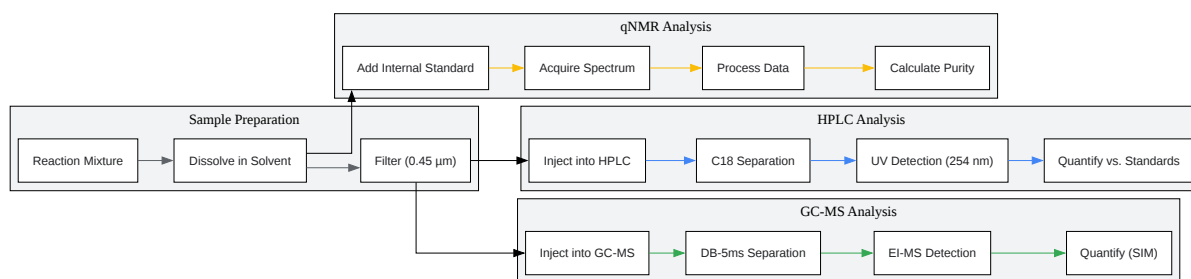 qNMR Analysis
Add Internal Standard
Acquire Spectrum
Process Data
Calculate Purity
Sample Preparation
Reaction Mixture
Dissolve in Solvent
Filter (0.45 µm)
HPLC Analysis
Inject into HPLC
C18 Separation
UV Detection (254 nm)
Quantify vs. Standards
GC-MS Analysis
Inject into GC-MS
DB-5ms Separation
EI-MS Detection
Quantify (SIM)